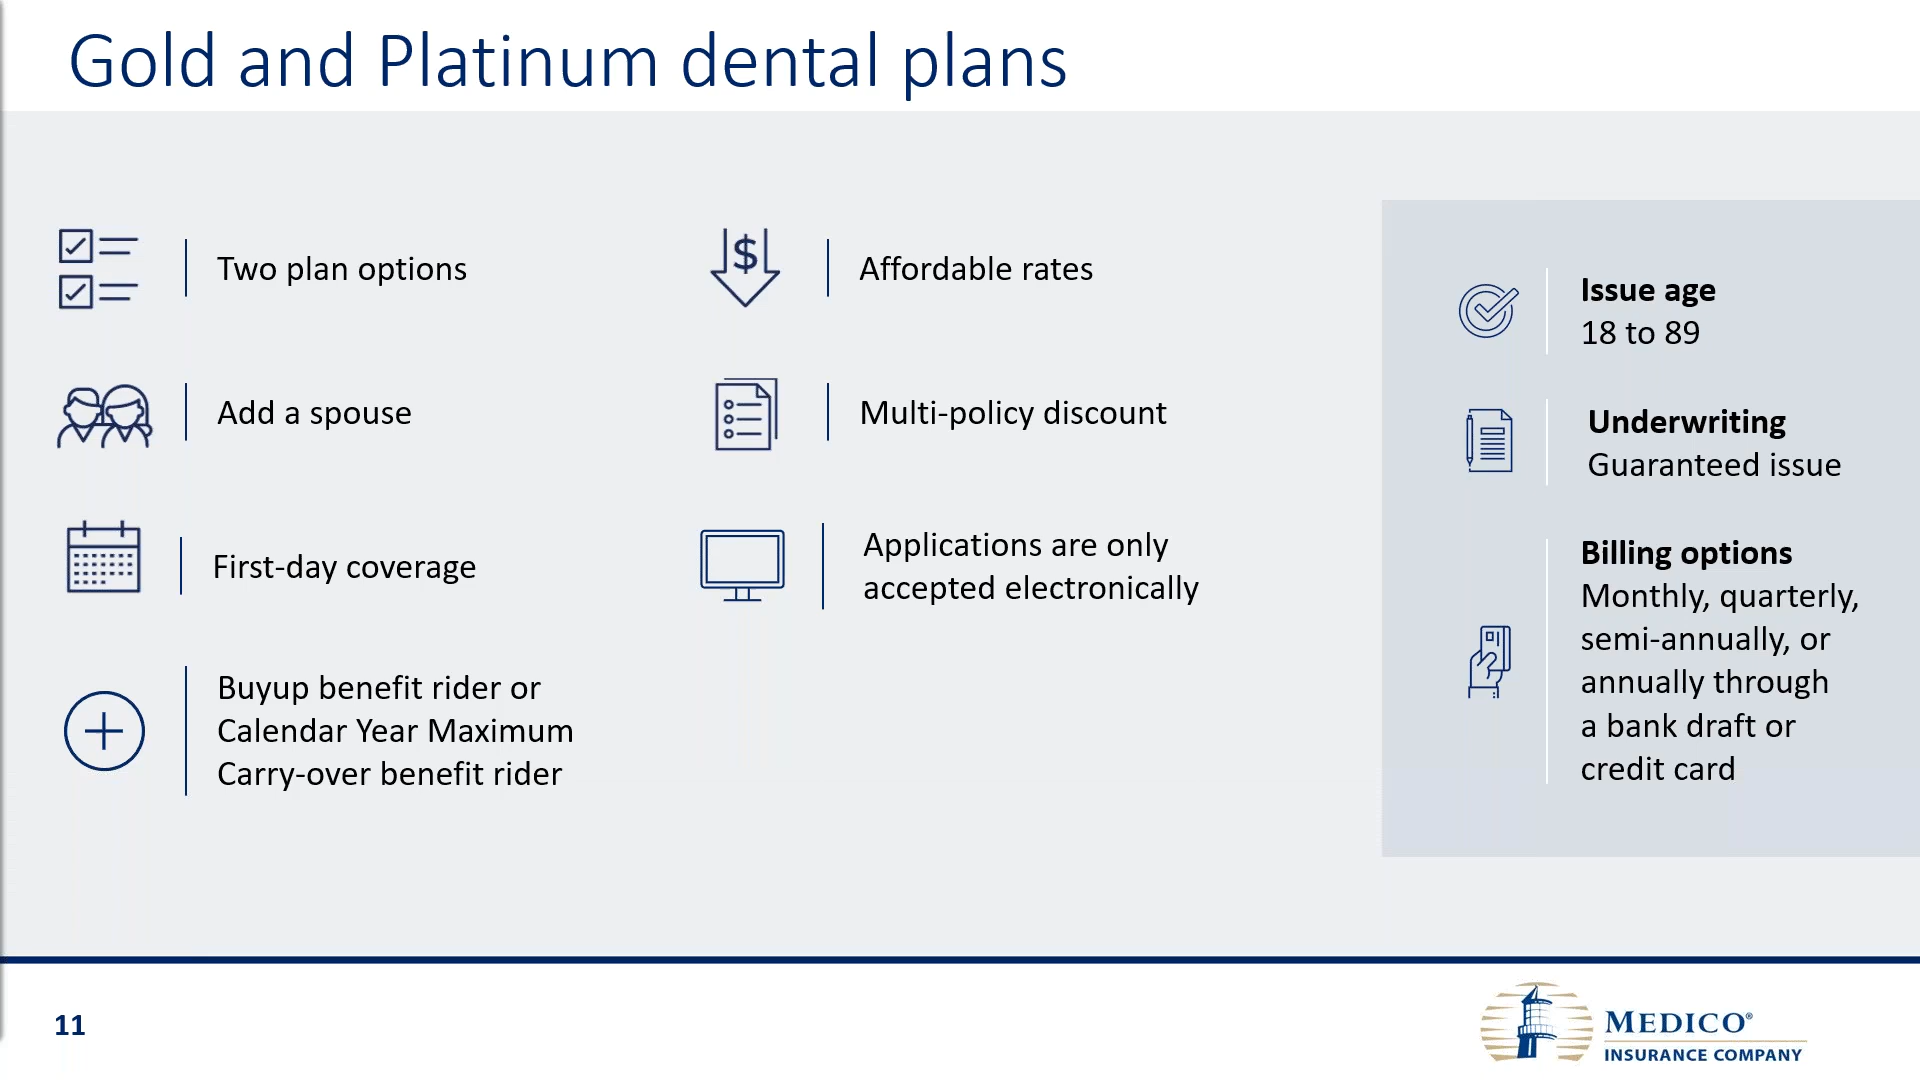 Gold and Platinum dental plans
Two plan options
Add a spouse
First-day coverage
Buyup benefit rider or
Calendar Year Maximum
Carry-over benefit rider
$
Affordable rates
Multi-policy discount
Applications are only
accepted electronically
Issue age
18 to 89
Underwriting
Guaranteed issue
Billing options
Monthly, quarterly,
semi-annually, or
annually through
a bank draft or
credit card
11
MEDICO®
INSURANCE COMPANY